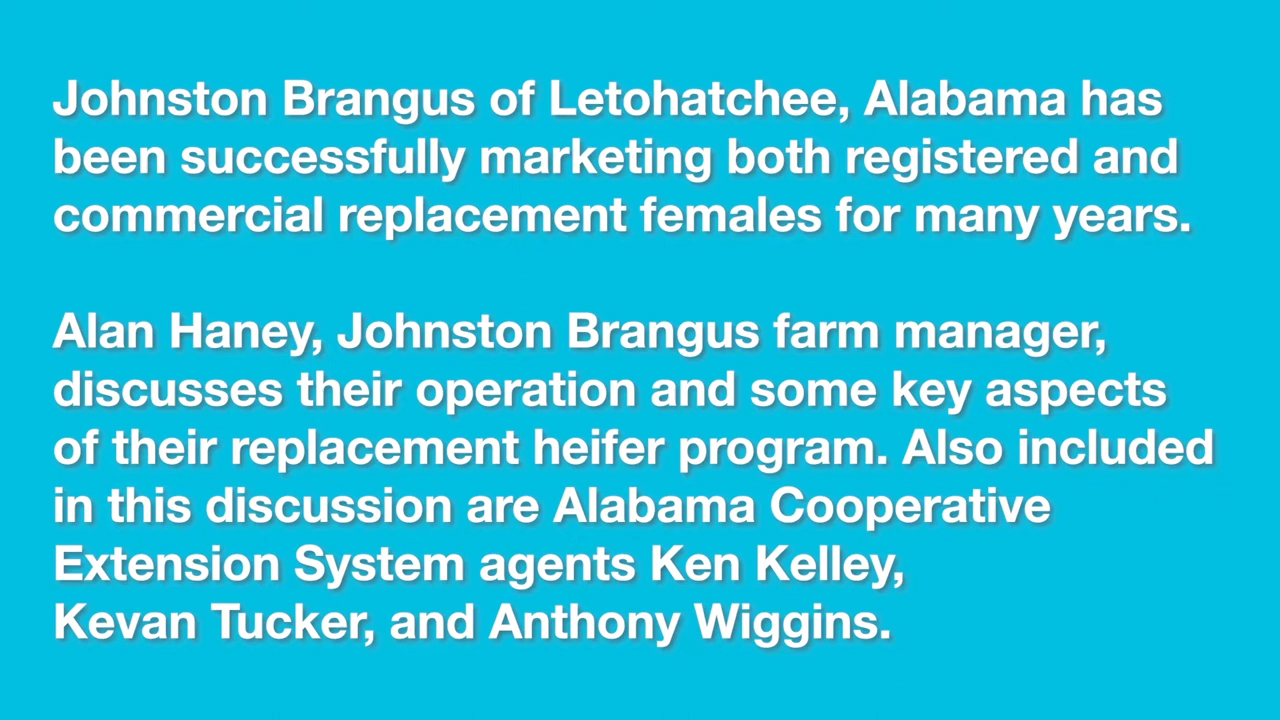 Johnston Brangus of Letohatchee, Alabama has
been successfully marketing both registered and
commercial replacement females for many years.
Alan Haney, Johnston Brangus farm manager,
discusses their operation and some key aspects
of their replacement heifer program. Also included
in this discussion are Alabama Cooperative
Extension System agents Ken Kelley,
Kevan Tucker, and Anthony Wiggins.